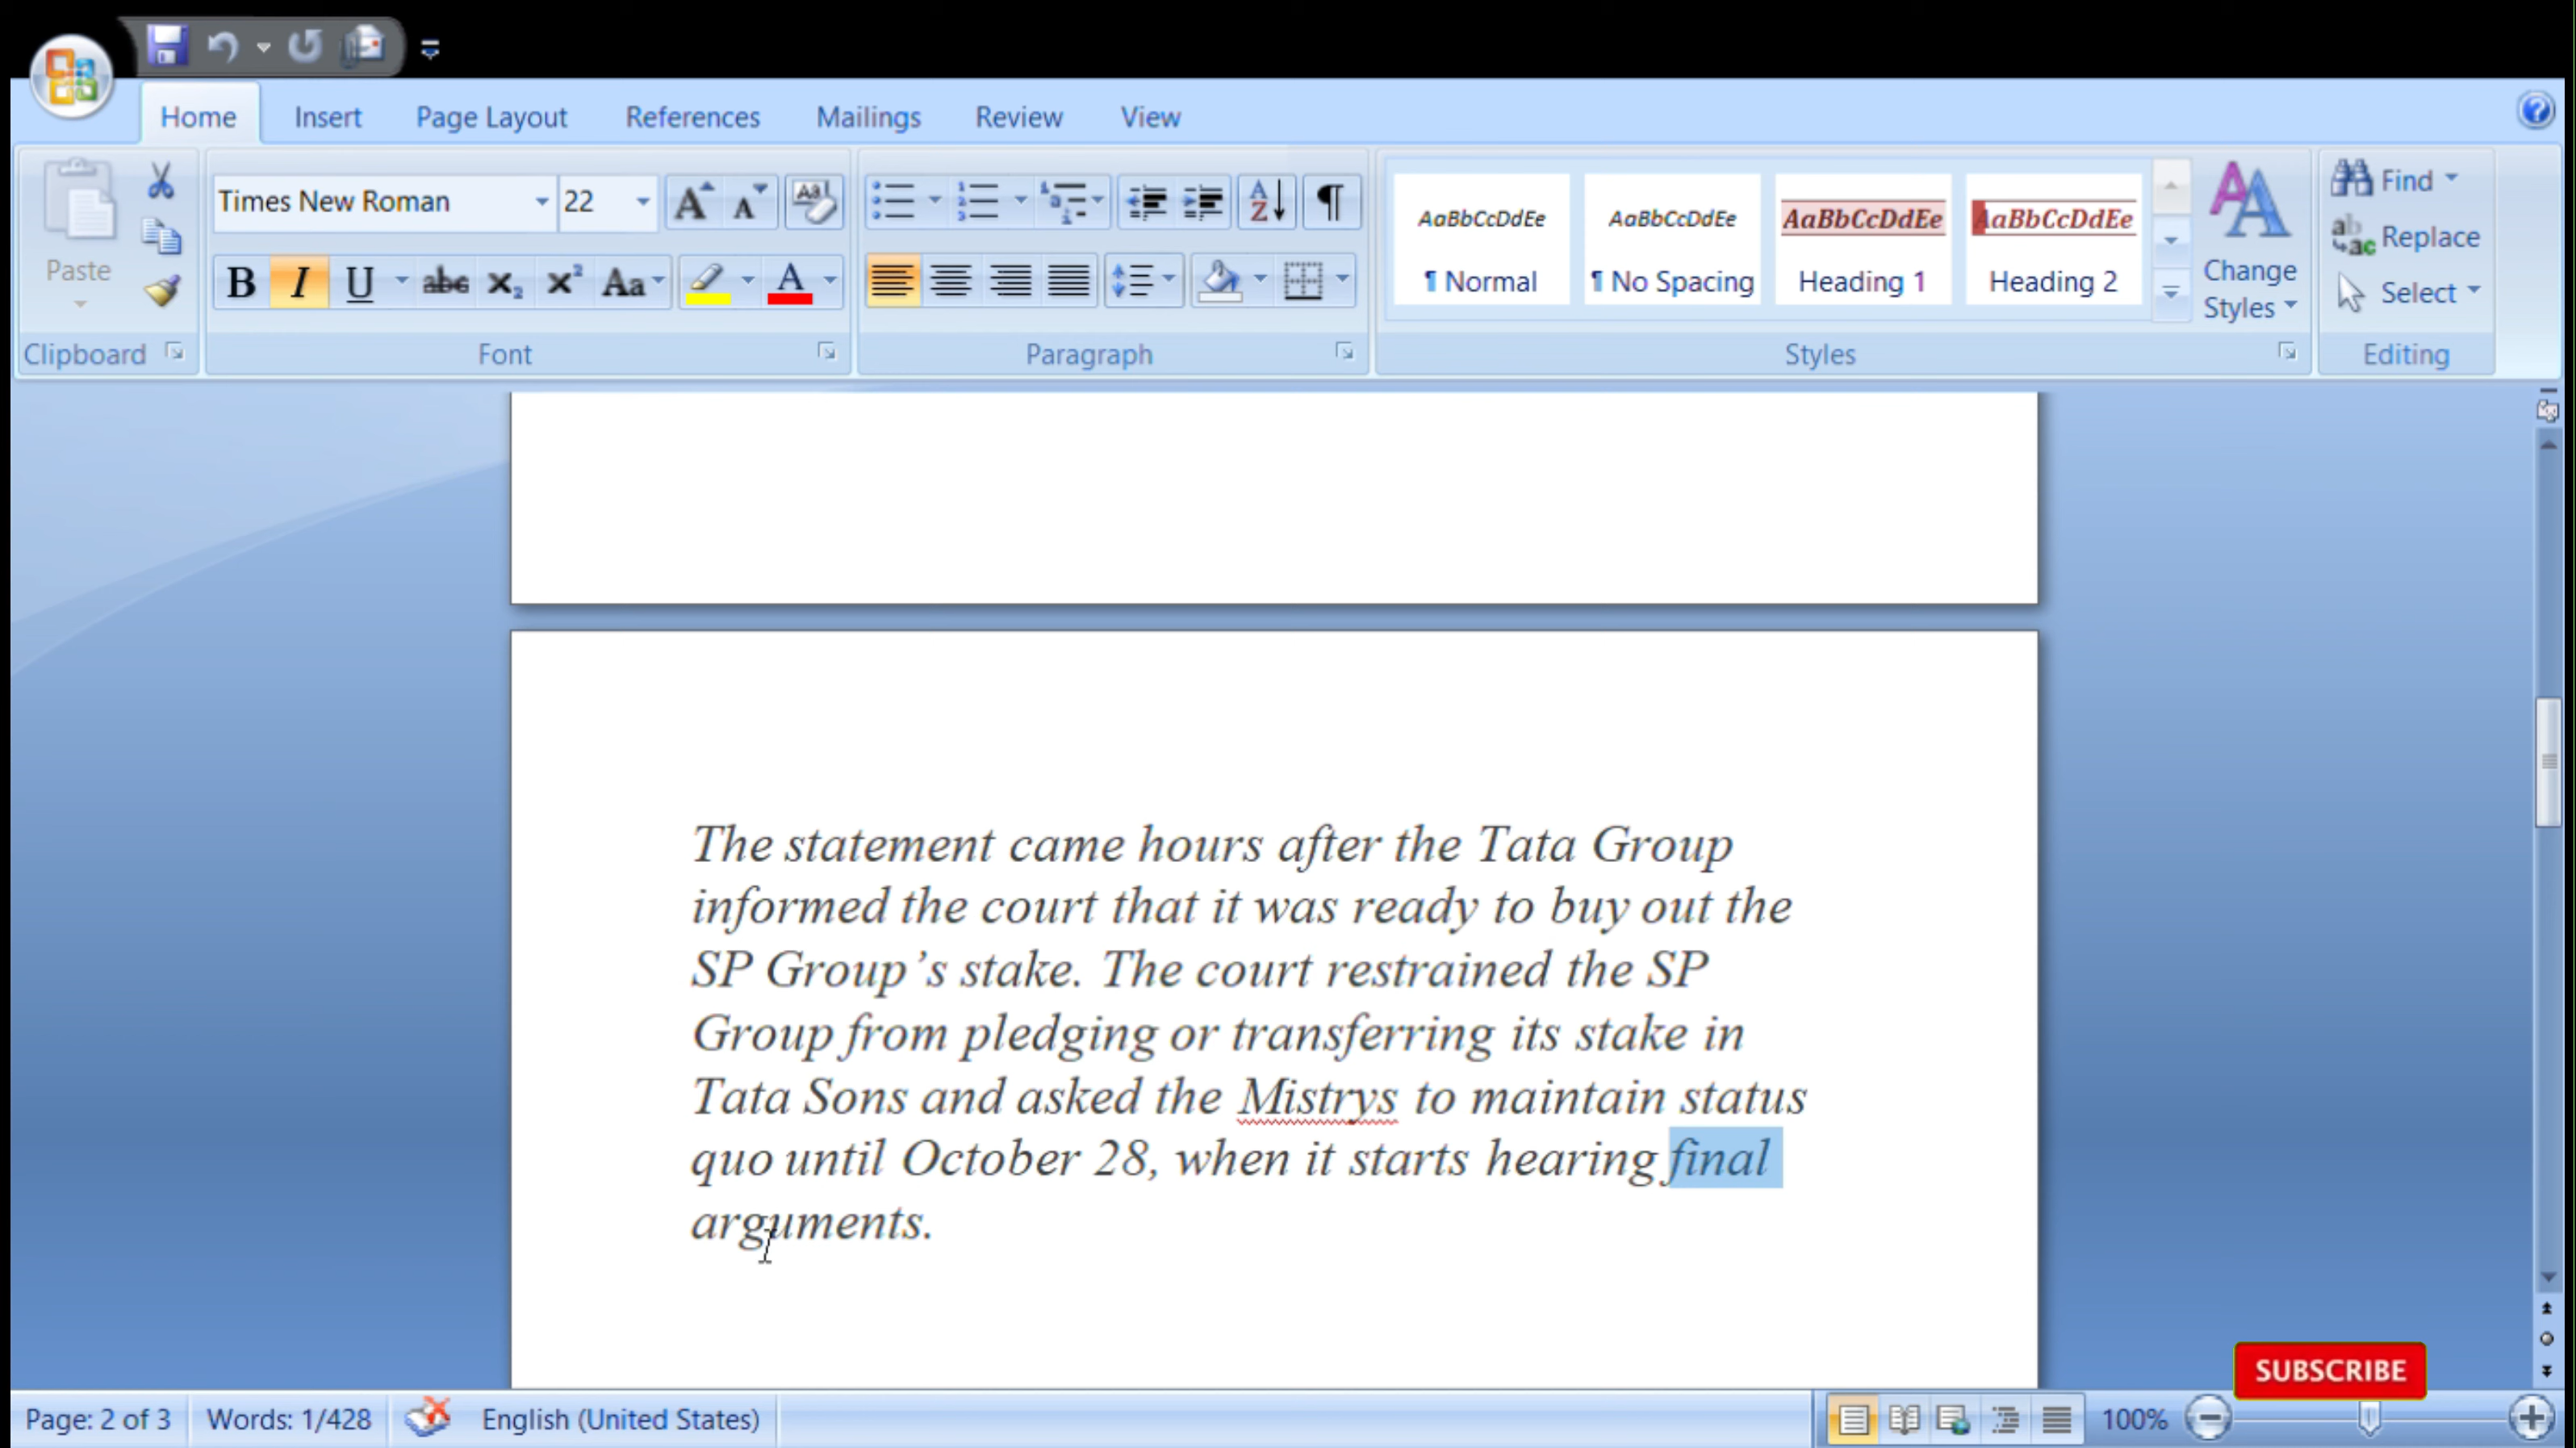 Home Insert Page Layout References Mailings Review View
Times New Roman 22
Paste
B I U abc x₂ x² Aa A
AaBbCcDdEe AaBbCcDdEe AaBbCcDdEe AaBbCcDdEe
¶ Normal ¶ No Spacing Heading 1 Heading 2
Change Styles
Find
Replace
Select
Clipboard Font Paragraph Styles Editing
The statement came hours after the Tata Group
informed the court that it was ready to buy out the
SP Group’s stake. The court restrained the SP
Group from pledging or transferring its stake in
Tata Sons and asked the Mistrys to maintain status
quo until October 28, when it starts hearing final
arguments.
SUBSCRIBE
Page: 2 of 3 Words: 1/428 English (United States) 100%